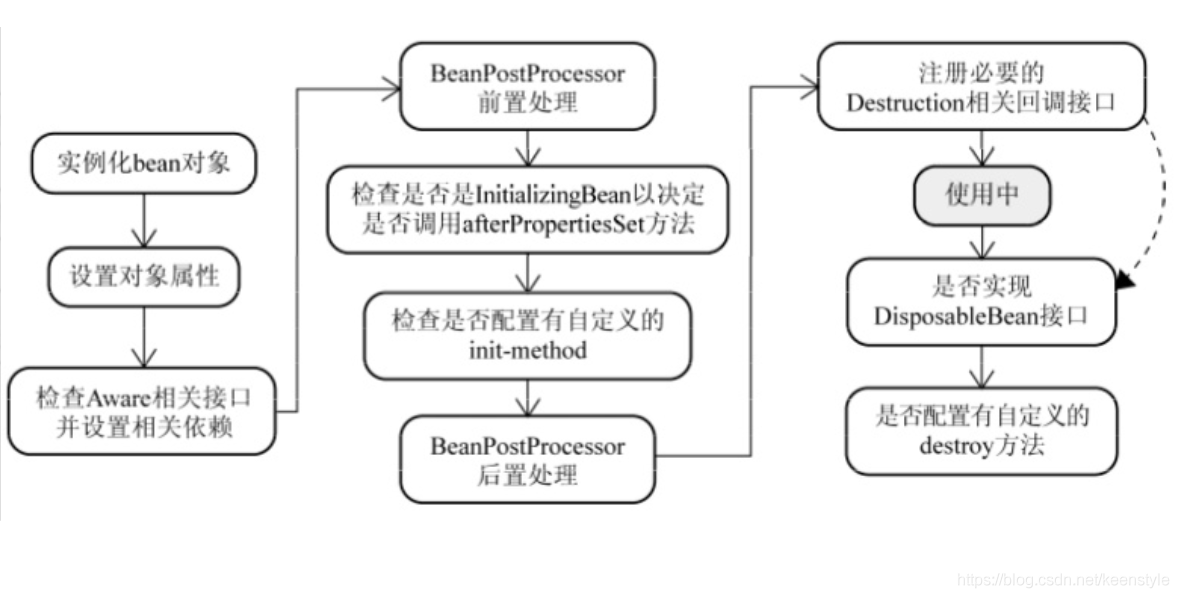 实例化bean对象
设置对象属性
检查Aware相关接口
并设置相关依赖
BeanPostProcessor
前置处理
检查是否是InitializingBean以决定
是否调用afterPropertiesSet方法
检查是否配置有自定义的
init-method
BeanPostProcessor
后置处理
注册必要的
Destruction相关回调接口
使用中
是否实现
DisposableBean接口
是否配置有自定义的
destroy方法
https://blog.csdn.net/keenstyle